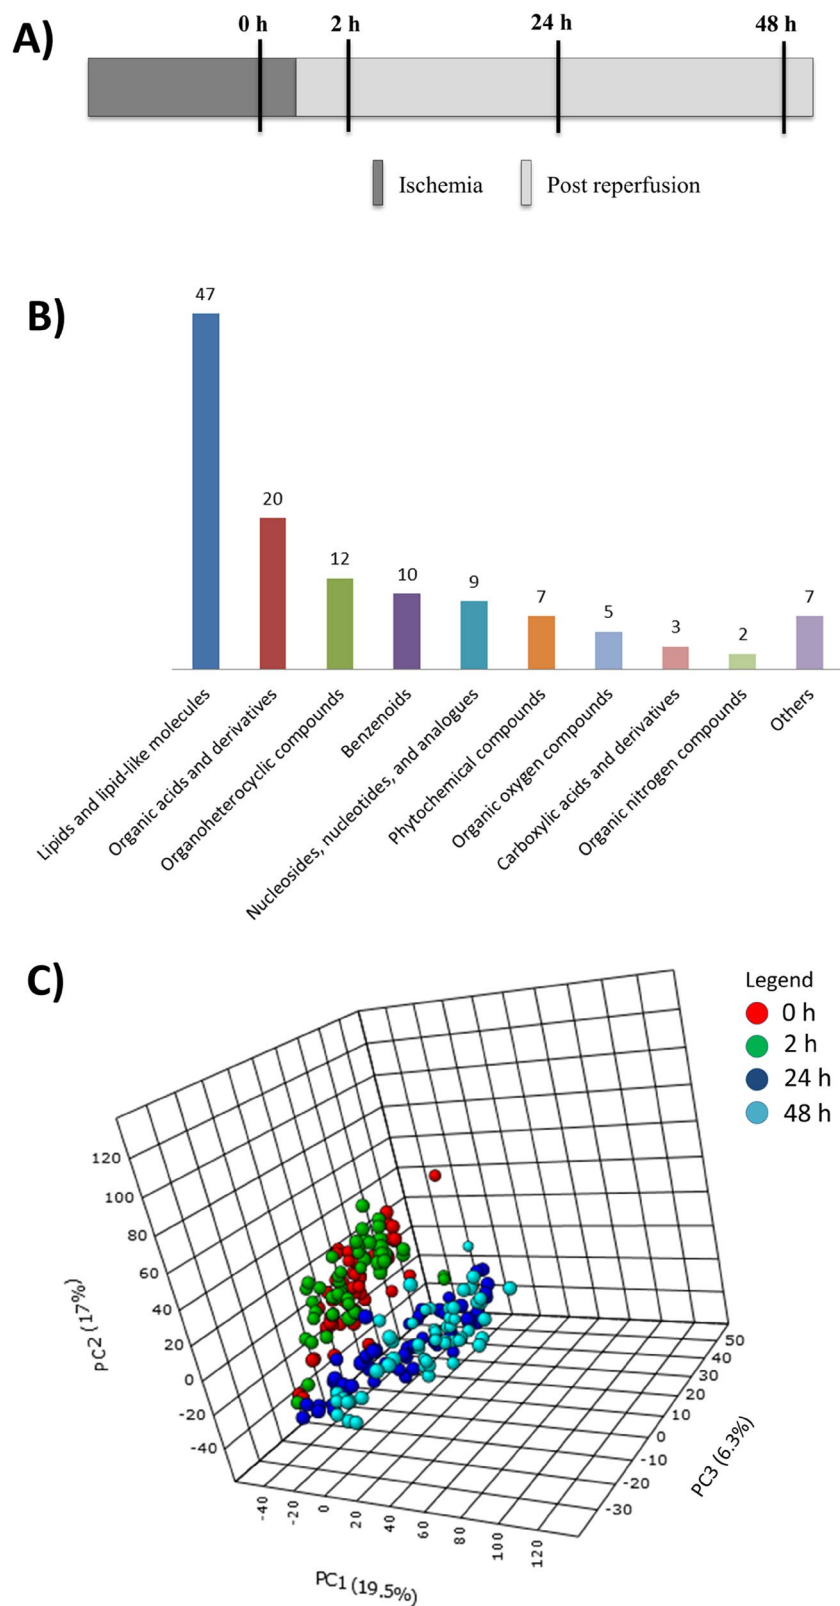 A)
0 h 2 h 24 h 48 h
Ischemia Post reperfusion
B)
47
20
12
10
9
7
5
3
2
7
Lipids and lipid-like molecules
Organic acids and derivatives
Organoheterocyclic compounds
Benzenoids
Nucleosides, nucleotides, and analogues
Phytochemical compounds
Organic oxygen compounds
Carboxylic acids and derivatives
Organic nitrogen compounds
Others
C)
Legend
0 h
2 h
24 h
48 h
120
100
80
60
40
20
0
-20
-40
PC2 (17%)
-40
-20
0
20
40
60
80
100
120
PC1 (19.5%)
50
40
30
20
10
0
-10
-20
-30
PC3 (6.3%)